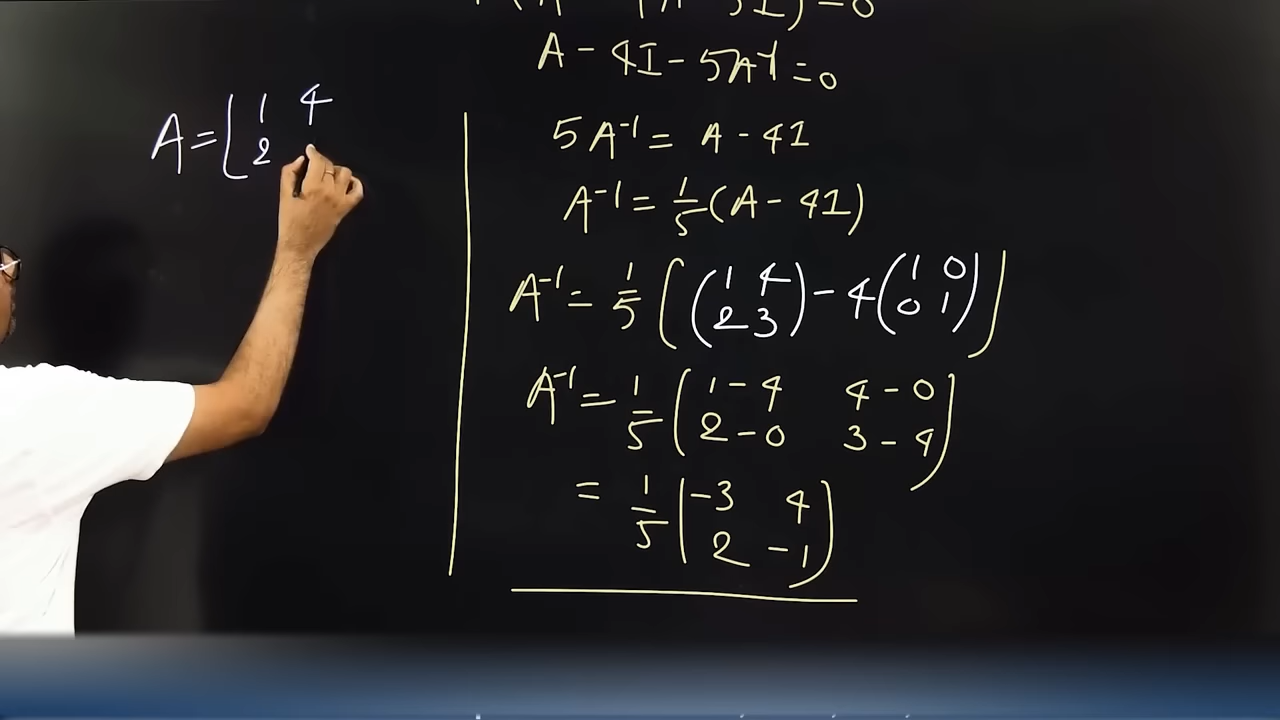 A - 4I - 5A⁻¹ = 0
5A⁻¹ = A - 4I
A⁻¹ = 1/5 (A - 4I)
A⁻¹ = 1/5 [ (1 4
2 3) - 4 (1 0
0 1) ]
A⁻¹ = 1/5 (1-4 4-0
2-0 3-4)
= 1/5 (-3 4
2 -1)
A = [1 4
2